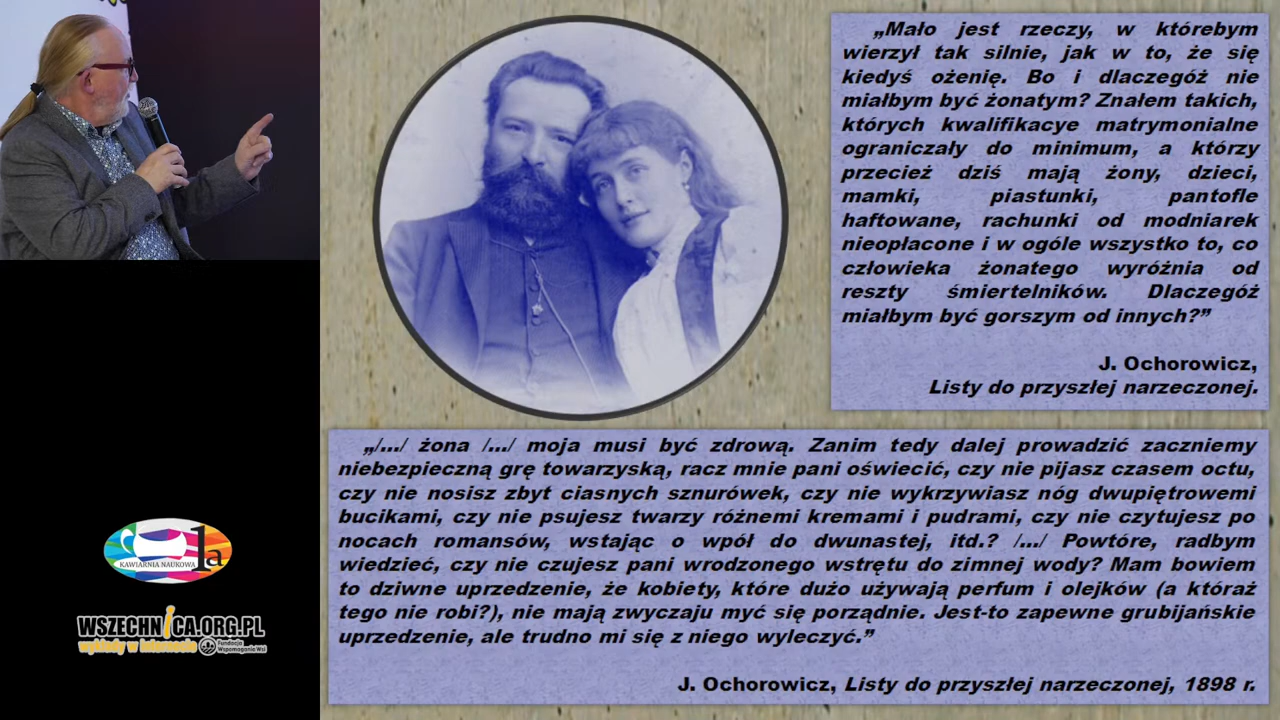 „Mało jest rzeczy, w którebym
wierzył tak silnie, jak w to, że się
kiedyś ożenię. Bo i dlaczegóż nie
miałbym być żonatym? Znałem takich,
których kwalifikacye matrymonialne
ograniczały do minimum, a którzy
przecież dziś mają żony, dzieci,
mamki, piastunki, pantofle
haftowane, rachunki od modniarek
nieopłacone i w ogóle wszystko to, co
człowieka żonatego wyróżnia od
reszty śmiertelników. Dlaczegóż
miałbym być gorszym od innych?”
J. Ochorowicz,
Listy do przyszłej narzeczonej.
„/.../ żona /.../ moja musi być zdrową. Zanim tedy dalej prowadzić zaczniemy
niebezpieczną grę towarzyską, racz mnie pani oświecić, czy nie pijasz czasem octu,
czy nie nosisz zbyt ciasnych sznurówek, czy nie wykrzywiasz nóg dwupiętrowemi
bucikami, czy nie psujesz twarzy różnemi kremami i pudrami, czy nie czytujesz po
nocach romansów, wstając o wpół do dwunastej, itd.? /.../ Powtóre, radbym
wiedzieć, czy nie czujesz pani wrodzonego wstrętu do zimnej wody? Mam bowiem
to dziwne uprzedzenie, że kobiety, które dużo używają perfum i olejków (a któraż
tego nie robi?), nie mają zwyczaju myć się porządnie. Jest-to zapewne grubijańskie
uprzedzenie, ale trudno mi się z niego wyleczyć.”
J. Ochorowicz, Listy do przyszłej narzeczonej, 1898 r.
KAWIARNIA NAUKOWA 1a
WSZECHNICA.ORG.PL
wykłady w internecie
Fundacja
Wspomagania Wsi